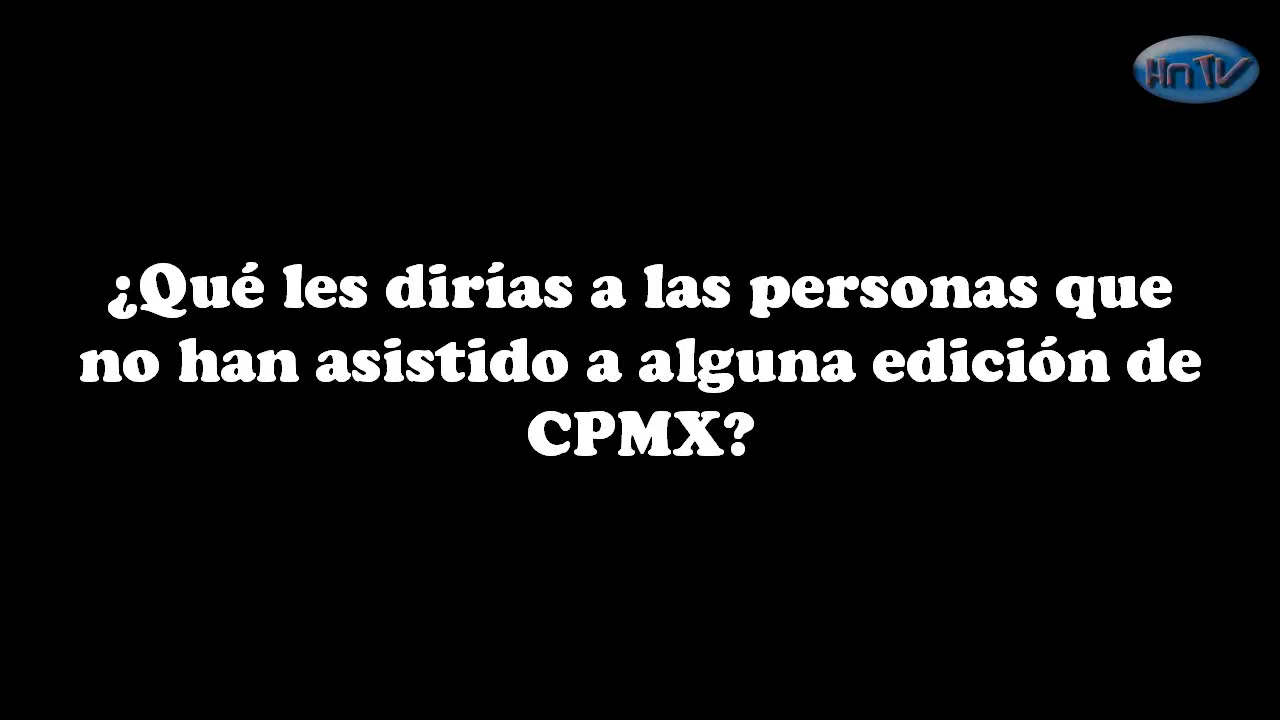 HnTV
¿Qué les dirías a las personas que
no han asistido a alguna edición de
CPMX?